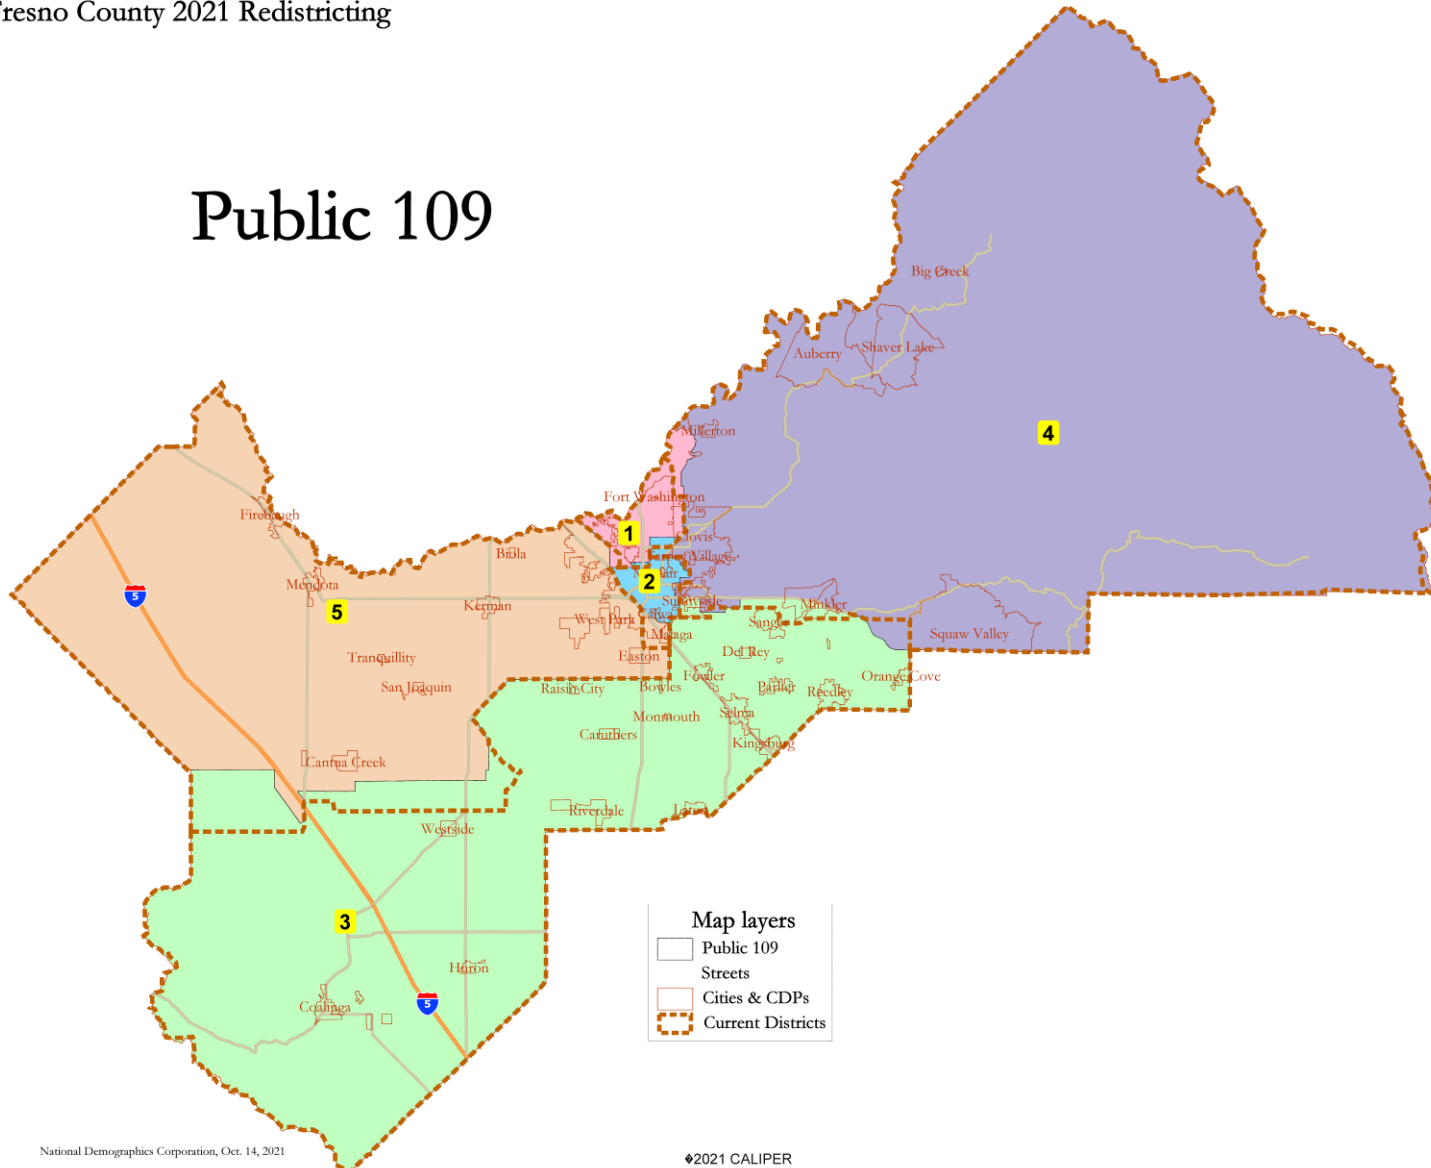 resno County 2021 Redistricting
Public 109
Big Creek
Auberry
Shaver Lake
Millerton
4
Fort Washington
Firebaugh
1
Clovis
Biola
Village
Mendota
2
5
5
Kerman
Sunnyside
Minkler
West Park
Calwa
Sanger
Malaga
Squaw Valley
Tranquillity
Easton
Del Rey
San Joaquin
Raisin City
Bowles
Fowler
Parlier
Reedley
Orange Cove
Monmouth
Selma
Caruthers
Kingsburg
Cantua Creek
Riverdale
Laton
Westside
3
Huron
Coalinga
5
Map layers
Public 109
Streets
Cities & CDPs
Current Districts
National Demographics Corporation, Oct. 14, 2021
�2021 CALIPER